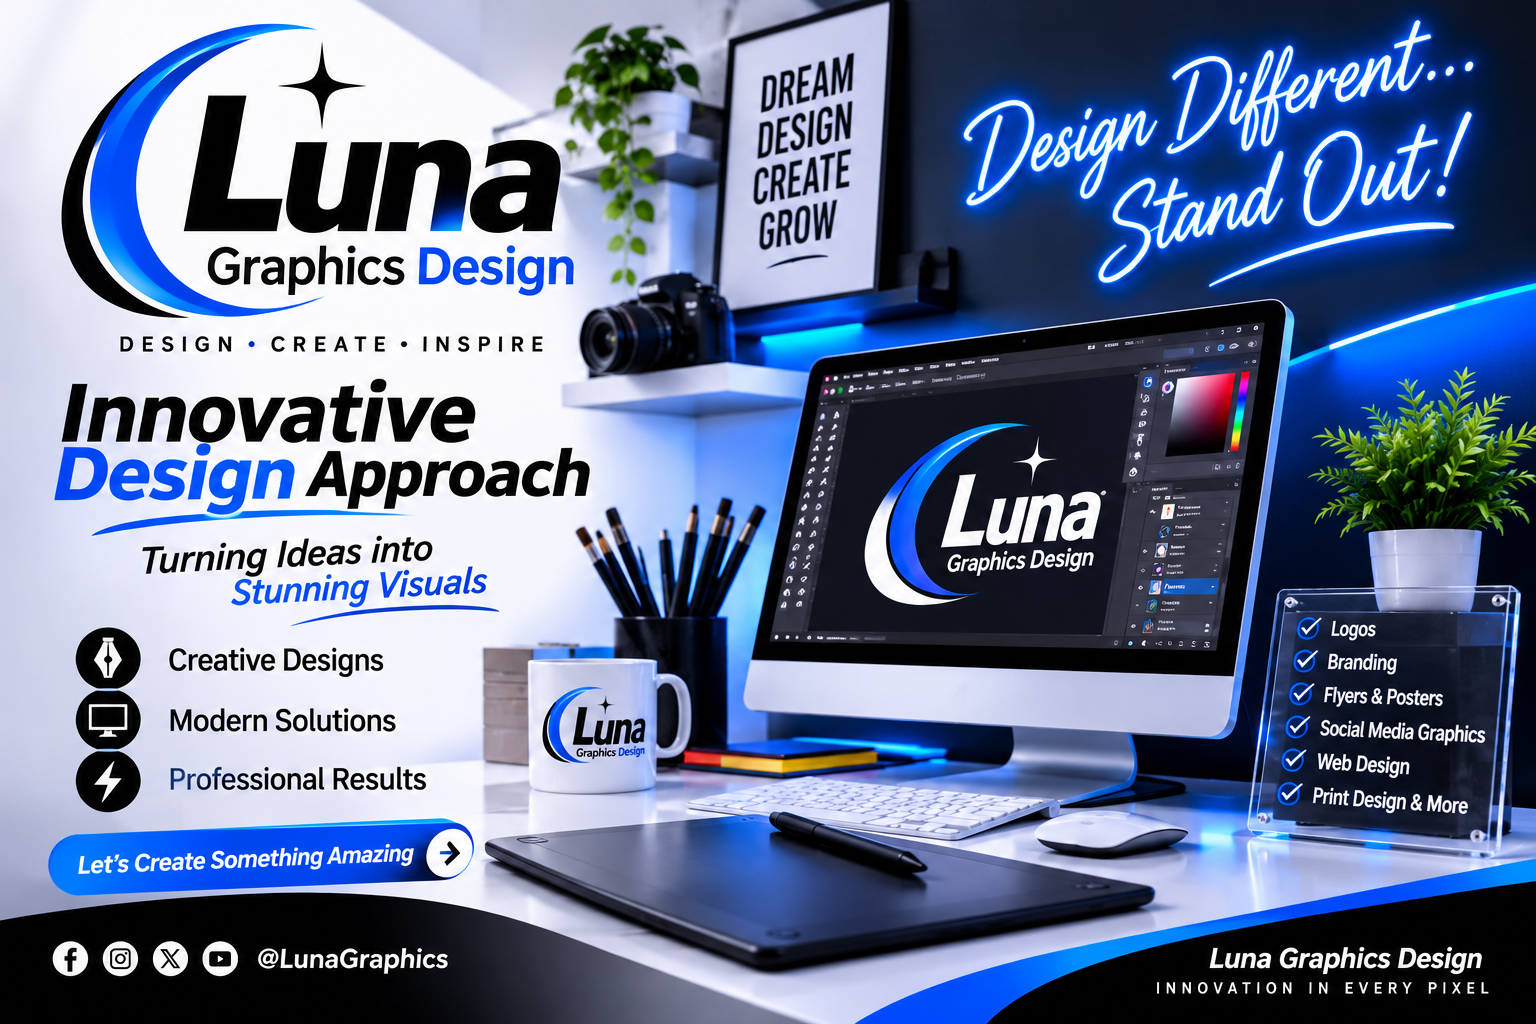 Luna
Graphics Design
DESIGN • CREATE • INSPIRE
Innovative
Design Approach
Turning Ideas into
Stunning Visuals
Creative Designs
Modern Solutions
Professional Results
Let's Create Something Amazing
@LunaGraphics
DREAM
DESIGN
CREATE
GROW
Design Different...
Stand Out!
Luna
Graphics Design
Luna
Graphics Design
Logos
Branding
Flyers & Posters
Social Media Graphics
Web Design
Print Design & More
Luna Graphics Design
INNOVATION IN EVERY PIXEL